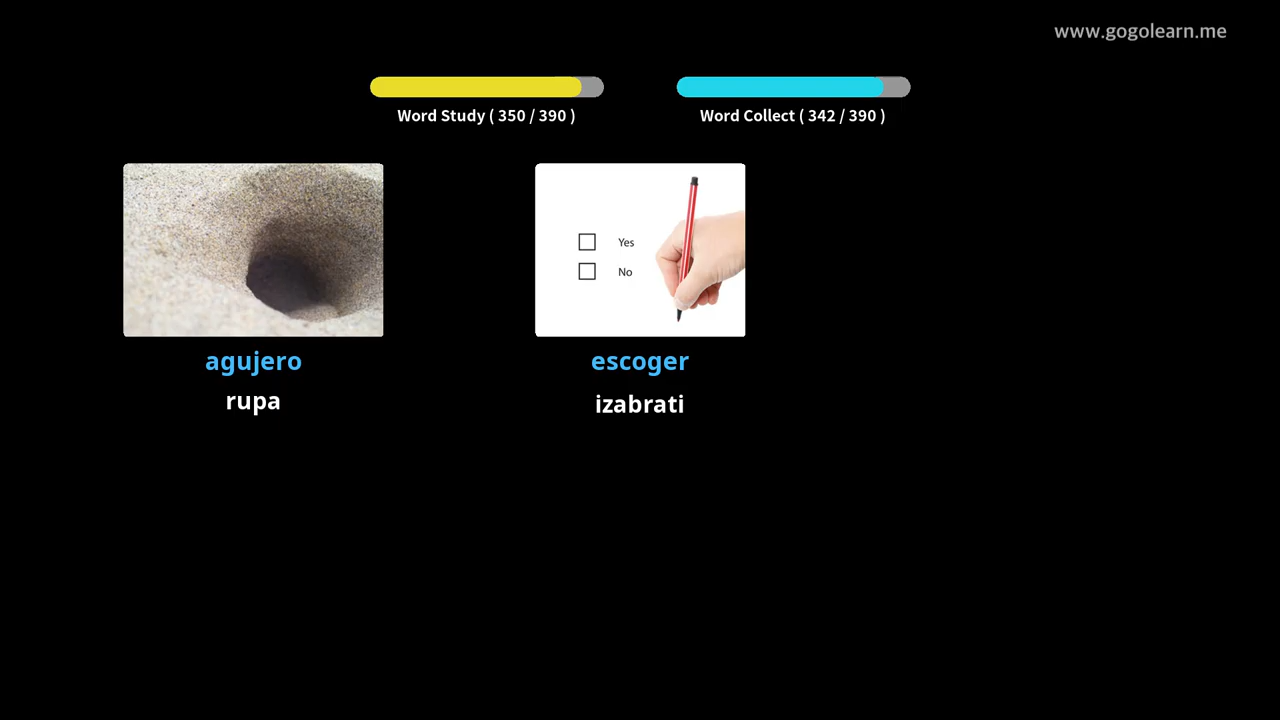 www.gogolearn.me
Word Study ( 350 / 390 )
Word Collect ( 342 / 390 )
Yes
No
agujero
rupa
escoger
izabrati